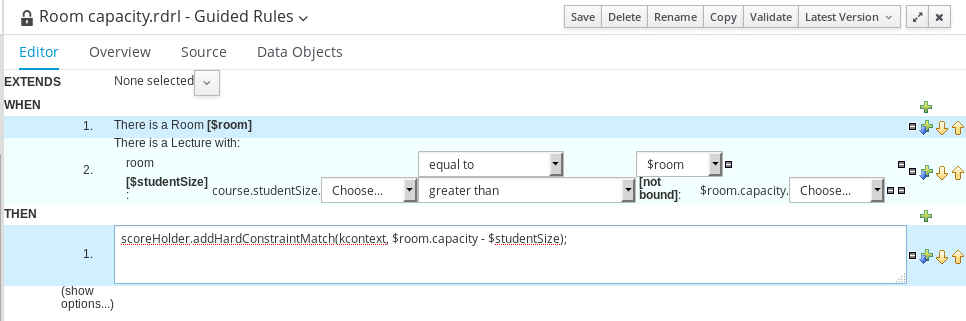 Room capacity.rdrl - Guided Rules
Save Delete Rename Copy Validate Latest Version
Editor Overview Source Data Objects
EXTENDS None selected
WHEN
1. There is a Room [$room]
There is a Lecture with:
2. room equal to $room
[$studentSize] : course.studentSize. Choose... greater than [not bound]: $room.capacity. Choose...
THEN
1. scoreHolder.addHardConstraintMatch(kcontext, $room.capacity - $studentSize);
(show
options...)